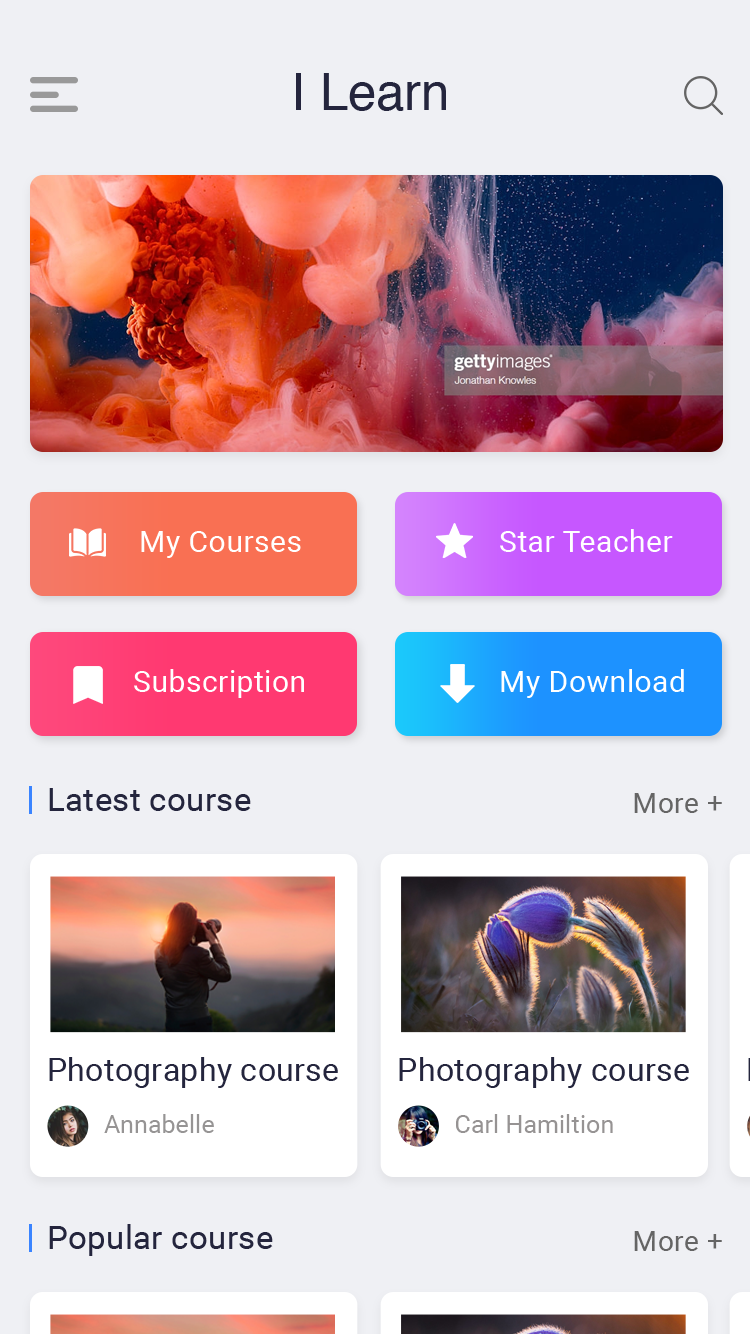 I Learn
gettyimages®
Jonathan Knowles
My Courses
Star Teacher
Subscription
My Download
Latest course
More +
Photography course
Photography course
Annabelle
Carl Hamiltion
Popular course
More +